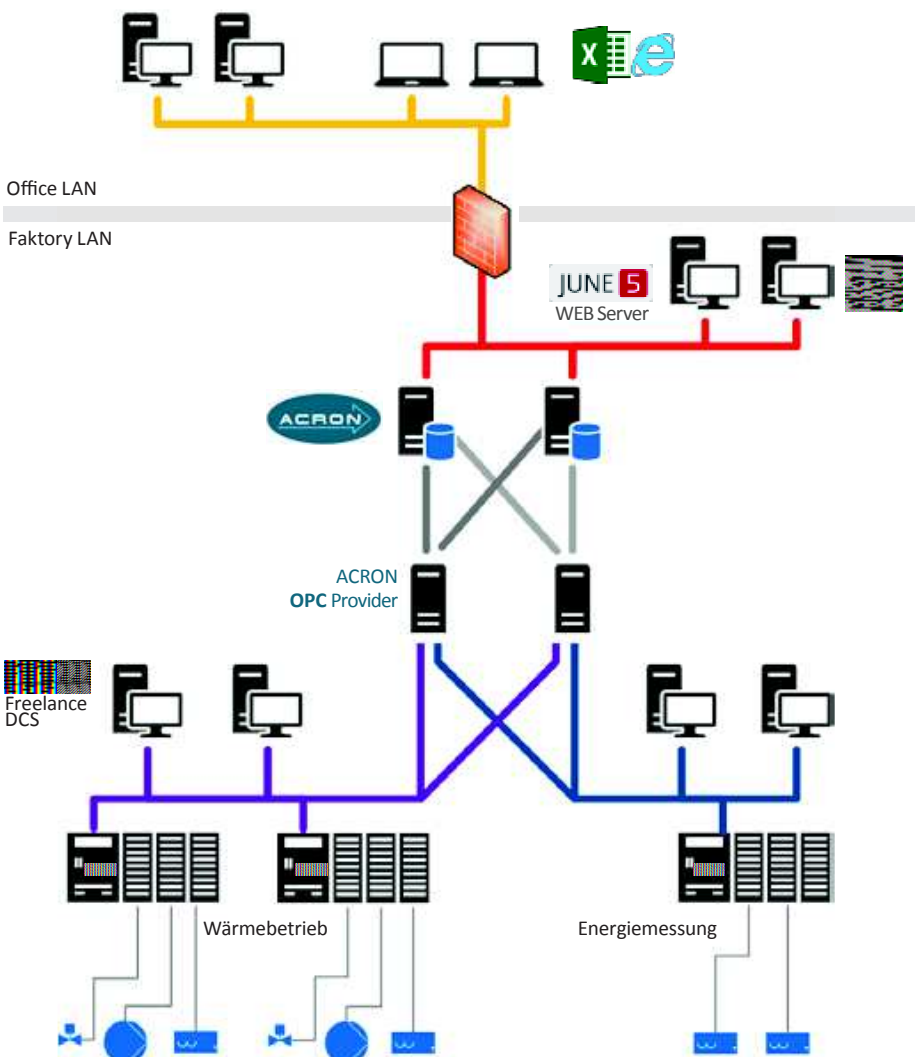 Office LAN
Faktory LAN
JUNE 5
WEB Server
ACRON
ACRON
OPC Provider
Freelance
DCS
Wärmebetrieb
Energiemessung